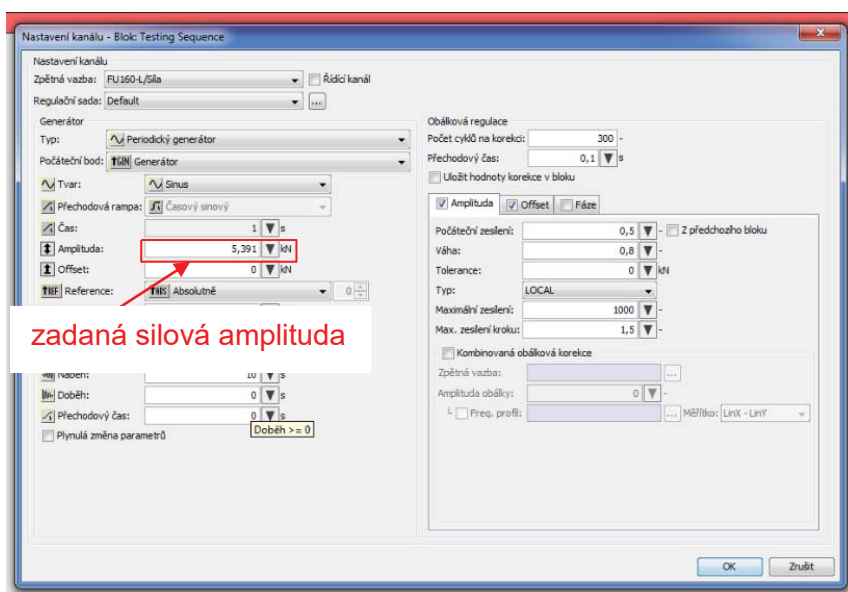 Nastavení kanálu - Blok: Testing Sequence
Nastavení kanálu
Zpětná vazba: FU160-L/Síla Řídicí kanál
Regulační sada: Default ...
Generátor
Typ: Periodický generátor
Počáteční bod: TGEN Generátor
Tvar: Sinus
Přechodová rampa: Časový sinový
Čas: 1 s
Amplituda: 5,391 kN
Offset: 0 kN
TREF Reference: TABS Absolutně 0
zadaná silová amplituda
Náběh: 10 s
Doběh: 0 s
Přechodový čas: 0 s
Doběh >= 0
Plynulá změna parametrů
Obálková regulace
Počet cyklů na korekci: 300 -
Přechodový čas: 0,1 s
Uložit hodnoty korekce v bloku
Amplituda Offset Fáze
Počáteční zesílení: 0,5 - Z předchozího bloku
Váha: 0,8 -
Tolerance: 0 kN
Typ: LOCAL
Maximální zesílení: 1000 -
Max. zesílení kroku: 1,5 -
Kombinovaná obálková korekce
Zpětná vazba: ...
Amplituda obálky: 0 -
Freq. profil: ... Měřítko: LinX - LinY
OK Zrušit